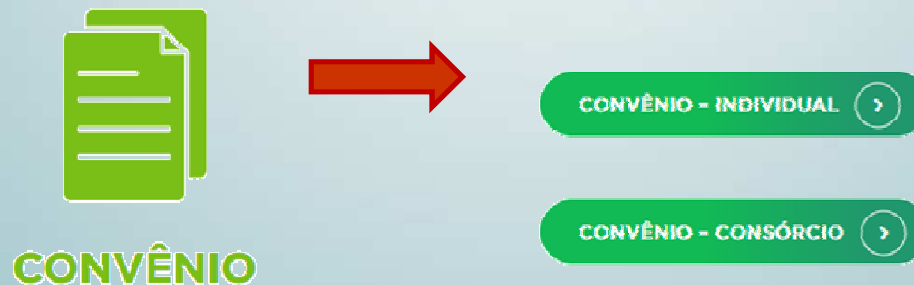 CONVÊNIO - INDIVIDUAL
CONVÊNIO - CONSÓRCIO
CONVÊNIO